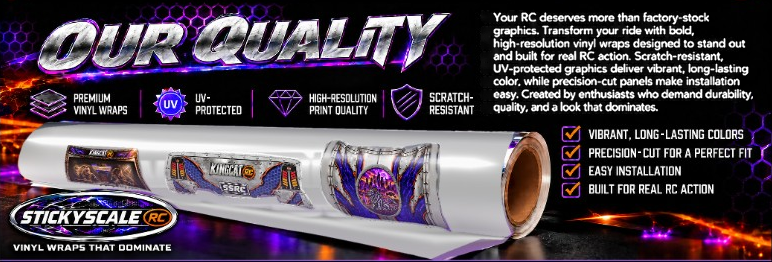 OUR QUALITY
PREMIUM
VINYL WRAPS
UV
UV-
PROTECTED
HIGH-RESOLUTION
PRINT QUALITY
SCRATCH-
RESISTANT
Your RC deserves more than factory-stock
graphics. Transform your ride with bold,
high-resolution vinyl wraps designed to stand out
and built for real RC action. Scratch-resistant,
UV-protected graphics deliver vibrant, long-lasting
color, while precision-cut panels make installation
easy. Created by enthusiasts who demand durability,
quality, and a look that dominates.
VIBRANT, LONG-LASTING COLORS
PRECISION-CUT FOR A PERFECT FIT
EASY INSTALLATION
BUILT FOR REAL RC ACTION
KINGCAT RC
KINGCAT RC
SSRC
STICKYSCALE RC
VINYL WRAPS THAT DOMINATE